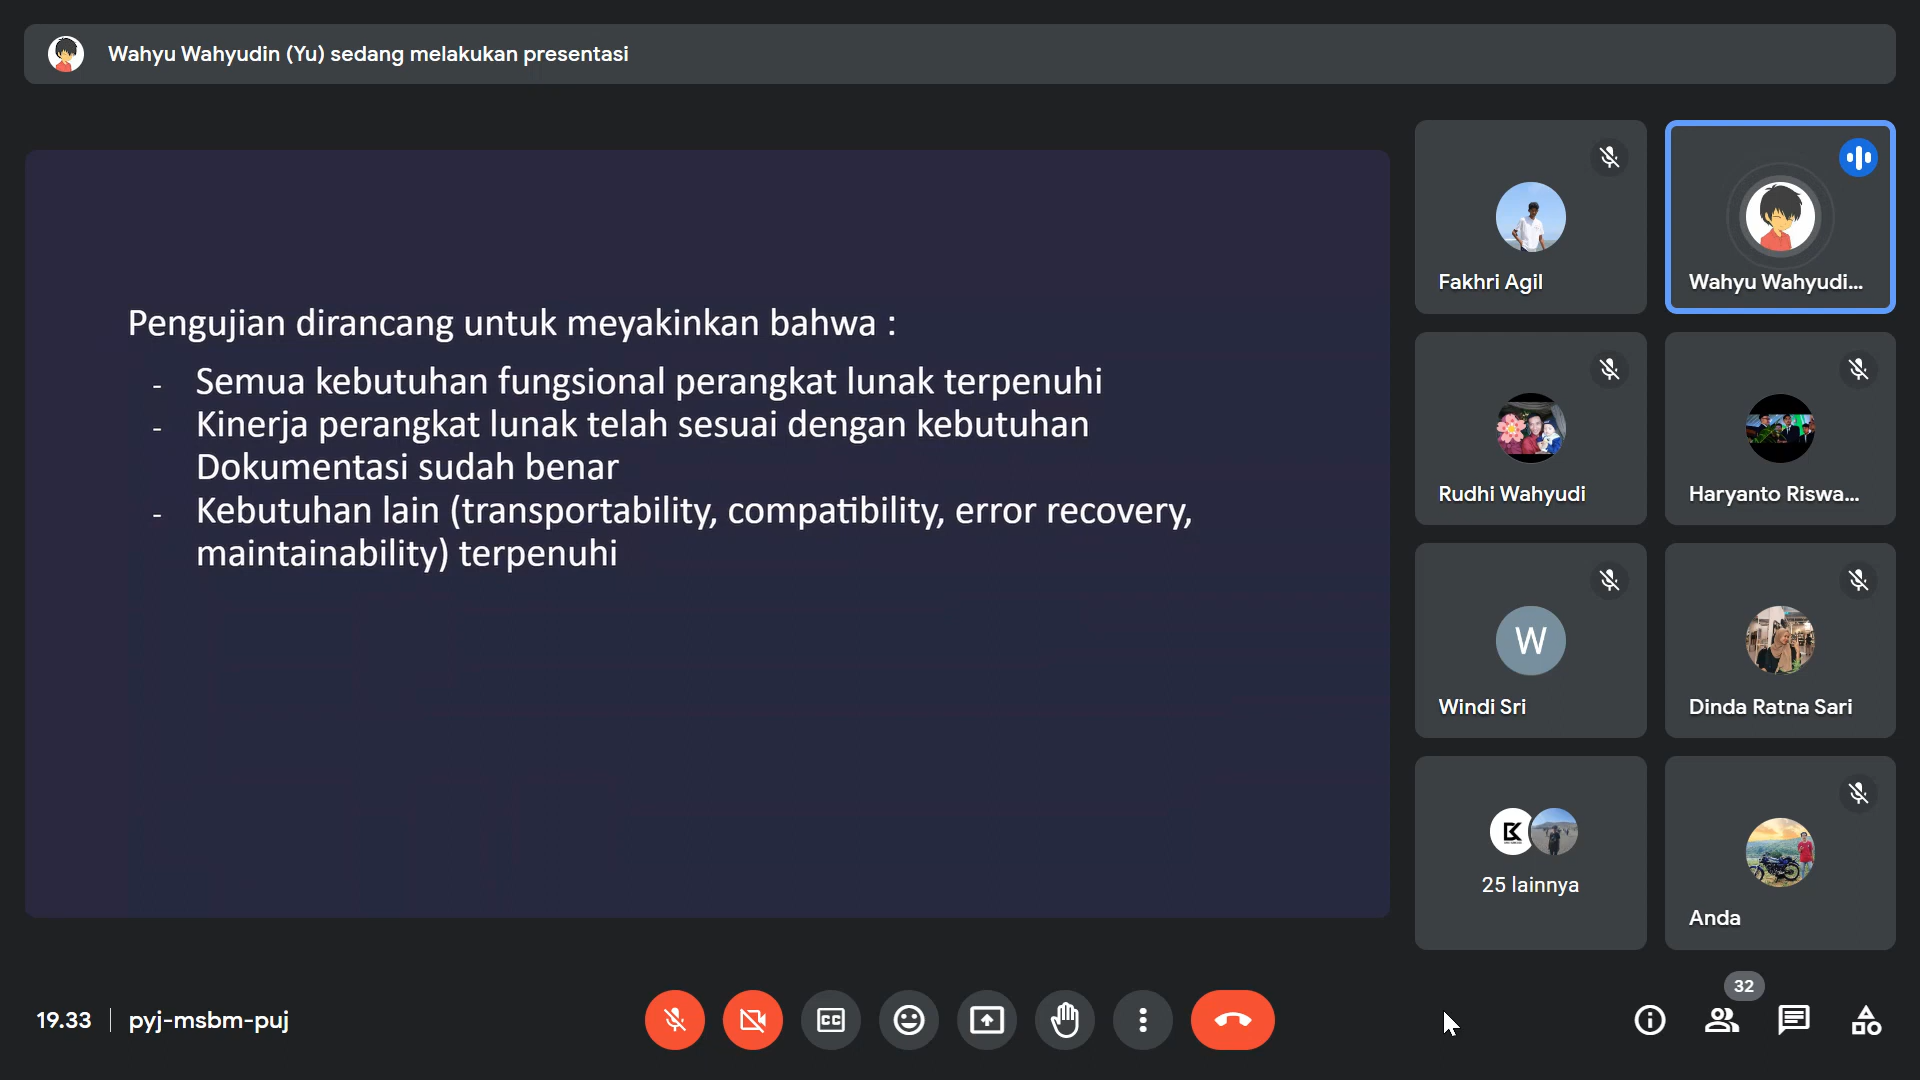 Wahyu Wahyudin (Yu) sedang melakukan presentasi
Pengujian dirancang untuk meyakinkan bahwa :
- Semua kebutuhan fungsional perangkat lunak terpenuhi
- Kinerja perangkat lunak telah sesuai dengan kebutuhan
Dokumentasi sudah benar
- Kebutuhan lain (transportability, compatibility, error recovery,
maintainability) terpenuhi
Fakhri Agil
Wahyu Wahyudi...
Rudhi Wahyudi
Haryanto Riswa...
W
Windi Sri
Dinda Ratna Sari
25 lainnya
Anda
19.33
pyj-msbm-puj
CC
32